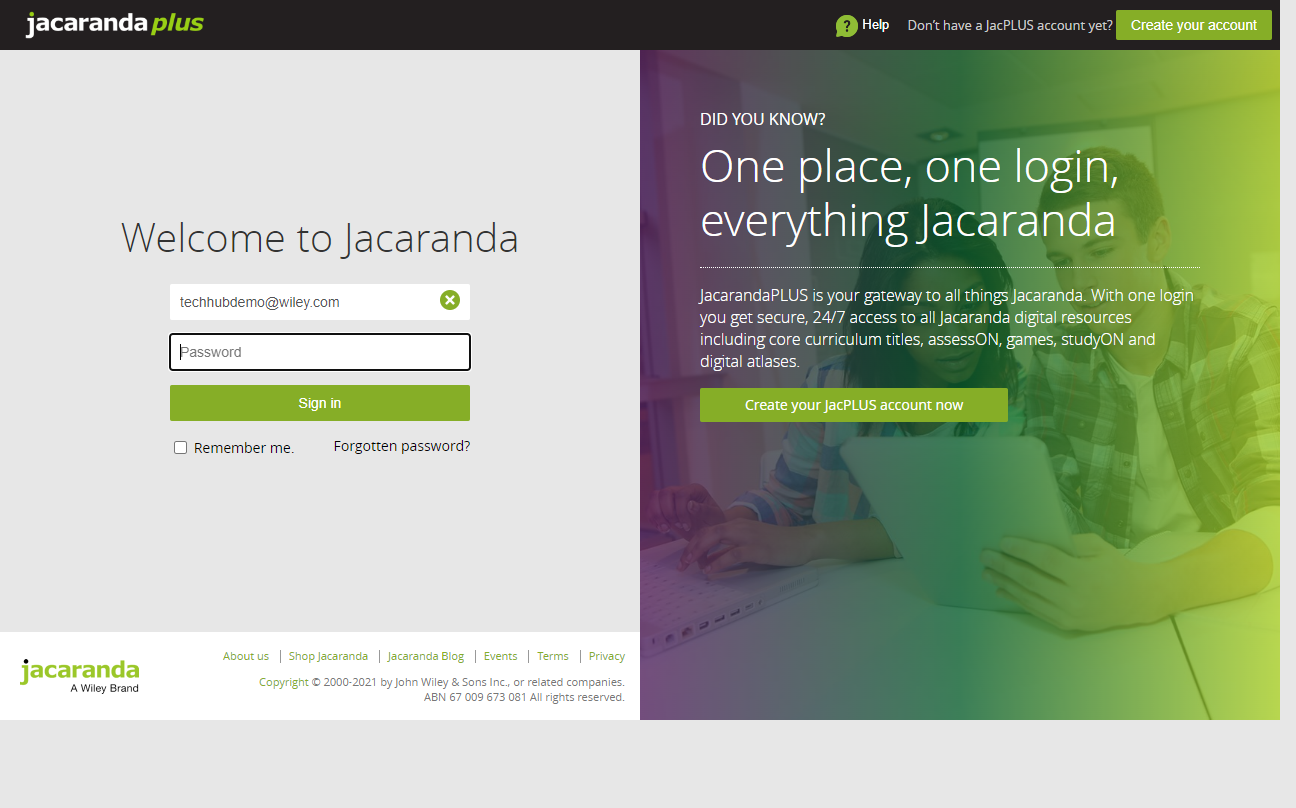 jacaranda plus
? Help Don't have a JacPLUS account yet? Create your account
Welcome to Jacaranda
techhubdemo@wiley.com
Password
Sign in
Remember me. Forgotten password?
DID YOU KNOW?
One place, one login,
everything Jacaranda
JacarandaPLUS is your gateway to all things Jacaranda. With one login
you get secure, 24/7 access to all Jacaranda digital resources
including core curriculum titles, assessON, games, studyON and
digital atlases.
Create your JacPLUS account now
jacaranda
A Wiley Brand
About us | Shop Jacaranda | Jacaranda Blog | Events | Terms | Privacy
Copyright © 2000-2021 by John Wiley & Sons Inc., or related companies.
ABN 67 009 673 081 All rights reserved.